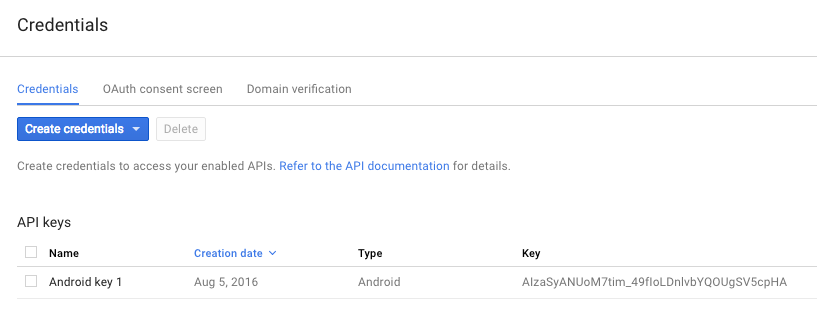 Credentials
Credentials OAuth consent screen Domain verification
Create credentials Delete
Create credentials to access your enabled APIs. Refer to the API documentation for details.
API keys
Name Creation date Type Key
Android key 1 Aug 5, 2016 Android AIzaSyANUoM7tim_49fIoLDnlvbYQOUgSV5cpHA